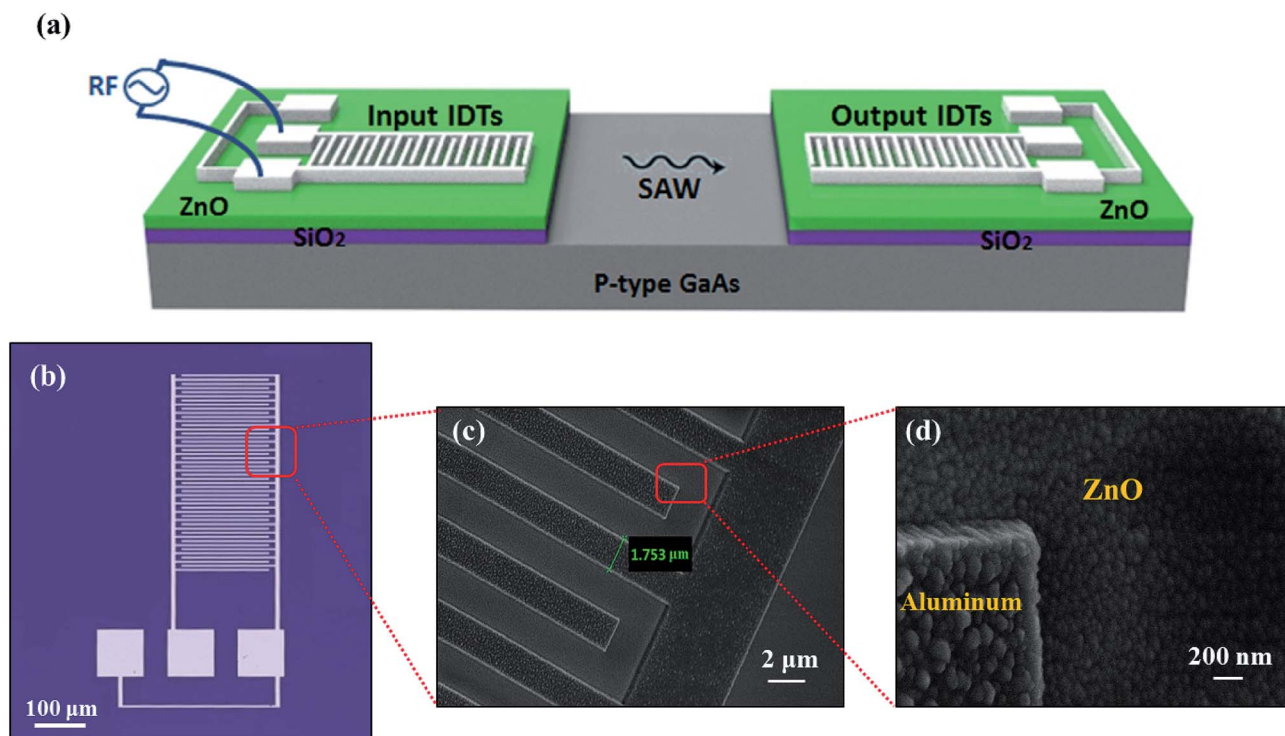 (a)
RF
Input IDTs
Output IDTs
SAW
ZnO
ZnO
SiO₂
SiO₂
P-type GaAs
(b)
100 μm
(c)
1.753 μm
2 μm
(d)
ZnO
Aluminum
200 nm